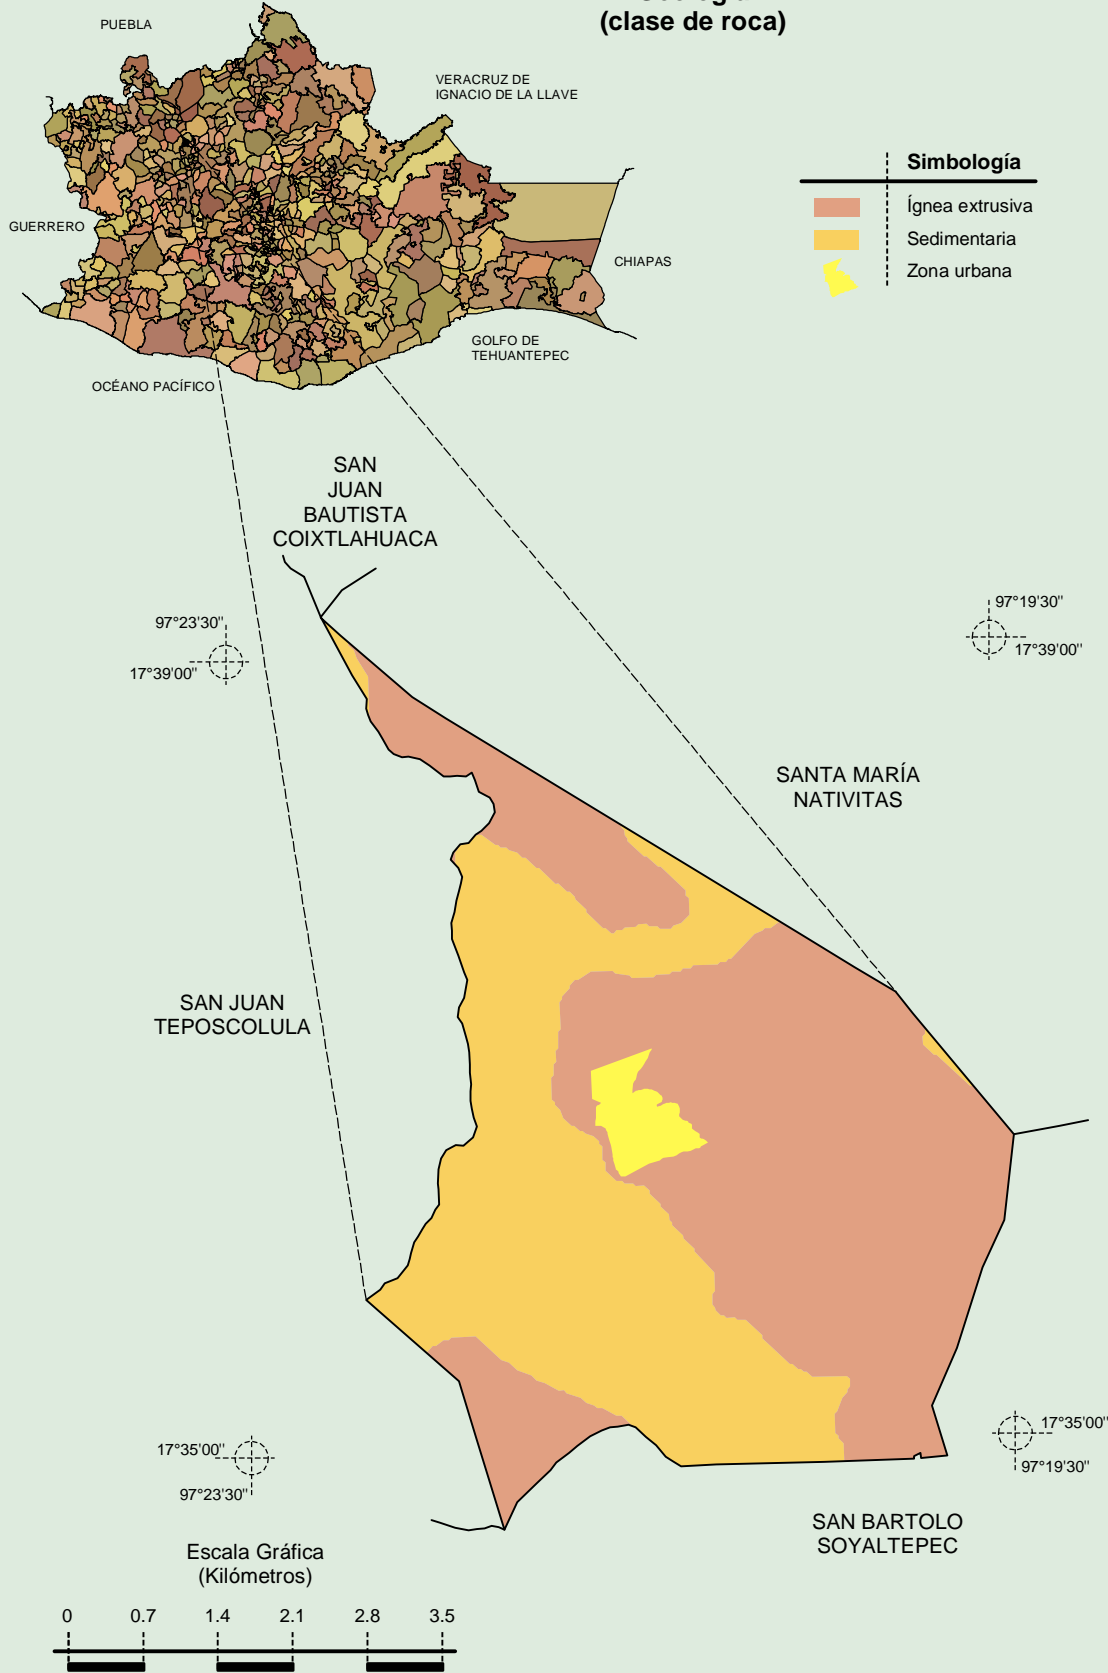 (clase de roca)
PUEBLA
VERACRUZ DE
IGNACIO DE LA LLAVE
GUERRERO
CHIAPAS
GOLFO DE
TEHUANTEPEC
OCÉANO PACÍFICO
Simbología
Ígnea extrusiva
Sedimentaria
Zona urbana
SAN
JUAN
BAUTISTA
COIXTLAHUACA
97°23'30"
17°39'00"
97°19'30"
17°39'00"
SANTA MARÍA
NATIVITAS
SAN JUAN
TEPOSCOLULA
17°35'00"
97°23'30"
17°35'00"
97°19'30"
SAN BARTOLO
SOYALTEPEC
Escala Gráfica
(Kilómetros)
0 0.7 1.4 2.1 2.8 3.5